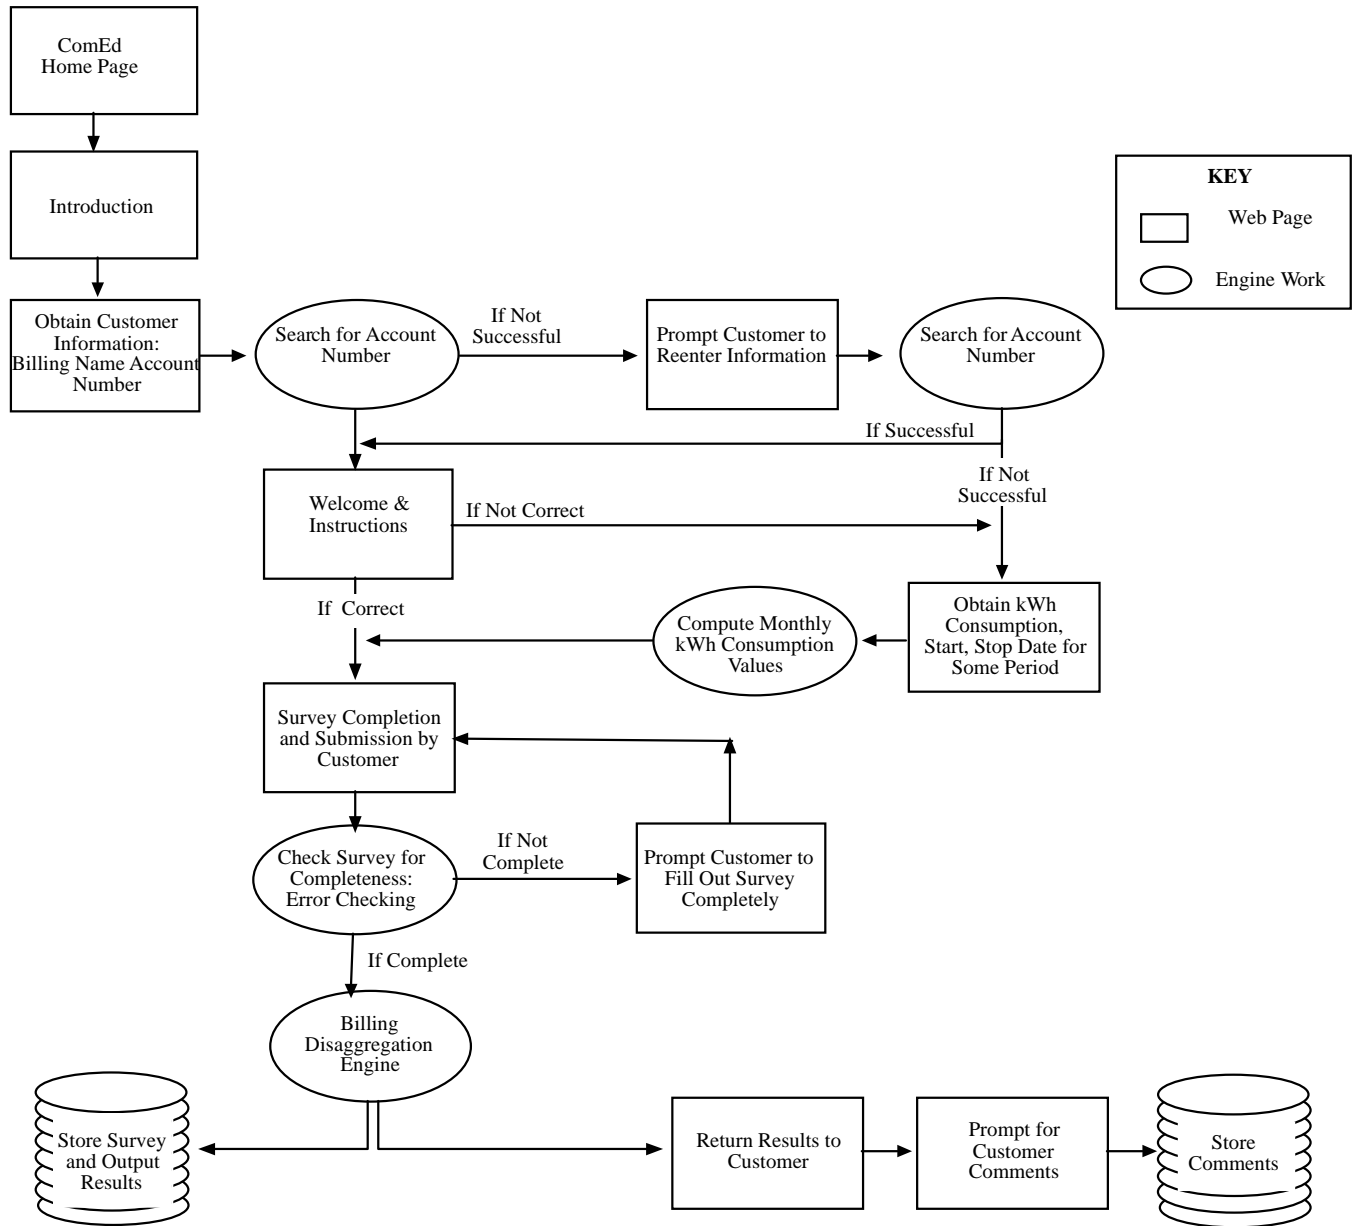 ComEd
Home Page
Introduction
KEY
Web Page
Engine Work
Obtain Customer
Information:
Billing Name Account
Number
Search for Account
Number
If Not
Successful
Prompt Customer to
Reenter Information
Search for Account
Number
If Successful
If Not
Successful
Welcome &
Instructions
If Not Correct
If Correct
Obtain kWh
Consumption,
Start, Stop Date for
Some Period
Compute Monthly
kWh Consumption
Values
Survey Completion
and Submission by
Customer
Check Survey for
Completeness:
Error Checking
If Not
Complete
Prompt Customer to
Fill Out Survey
Completely
If Complete
Billing
Disaggregation
Engine
Store Survey
and Output
Results
Return Results to
Customer
Prompt for
Customer
Comments
Store
Comments